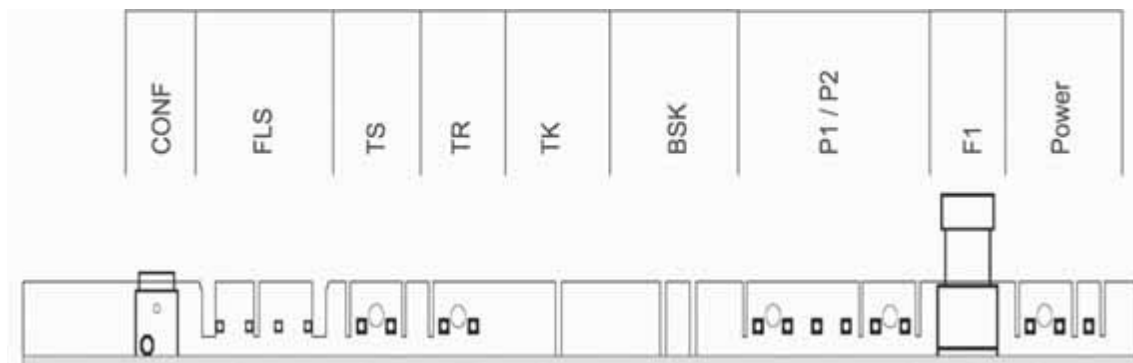 CONF
FLS
TS
TR
TK
BSK
P1 / P2
F1
Power